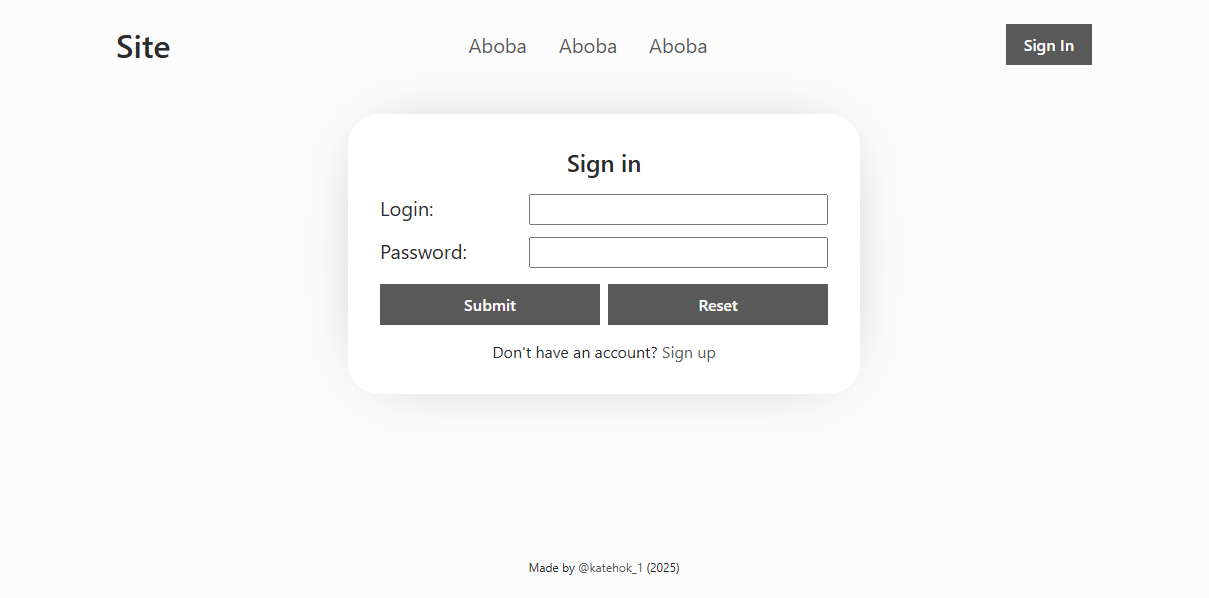 Site Aboba Aboba Aboba Sign In
Sign in
Login:
Password:
Submit Reset
Don't have an account? Sign up
Made by @katehok_1 (2025)